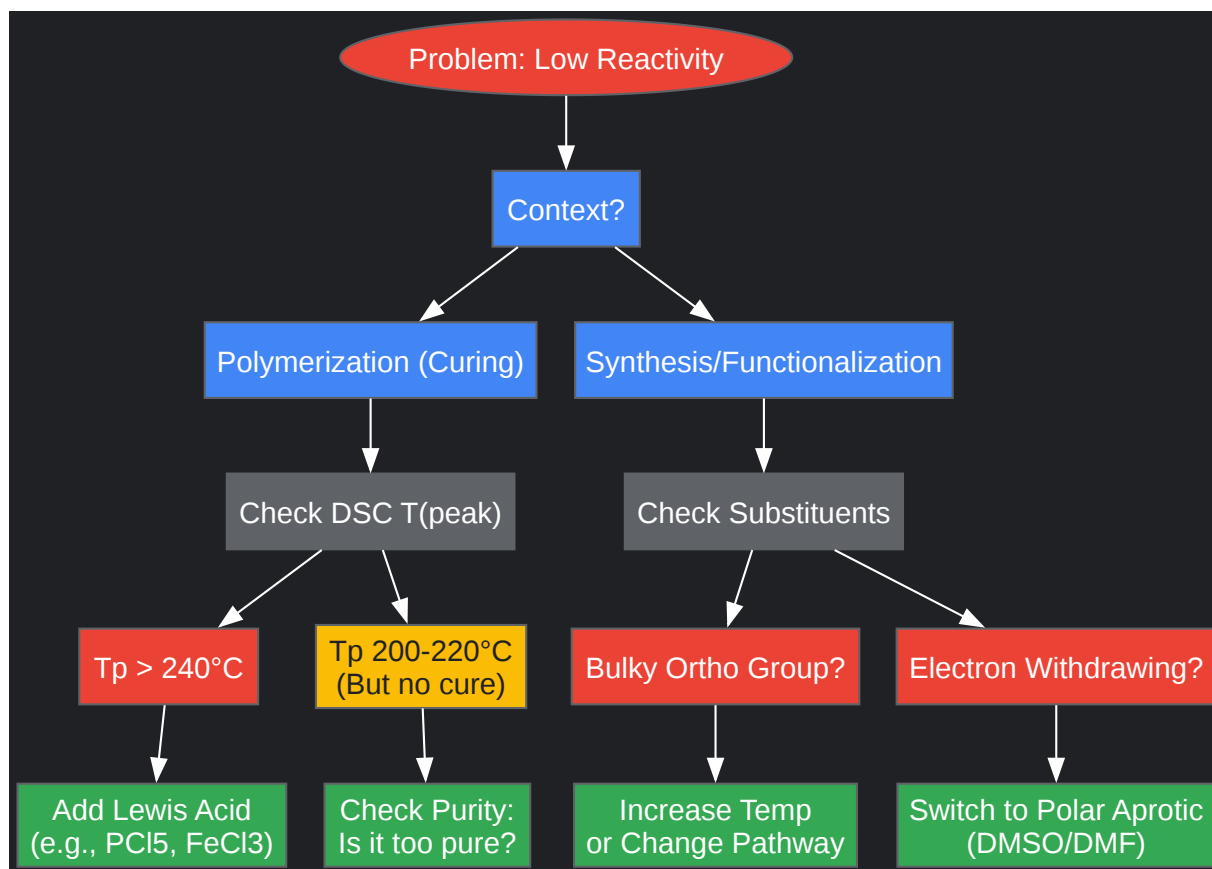 Problem: Low Reactivity
Context?
Polymerization (Curing)
Synthesis/Functionalization
Check DSC T(peak)
Check Substituents
Tp > 240°C
Tp 200-220°C
(But no cure)
Bulky Ortho Group?
Electron Withdrawing?
Add Lewis Acid
(e.g., PCl5, FeCl3)
Check Purity:
Is it too pure?
Increase Temp
or Change Pathway
Switch to Polar Aprotic
(DMSO/DMF)